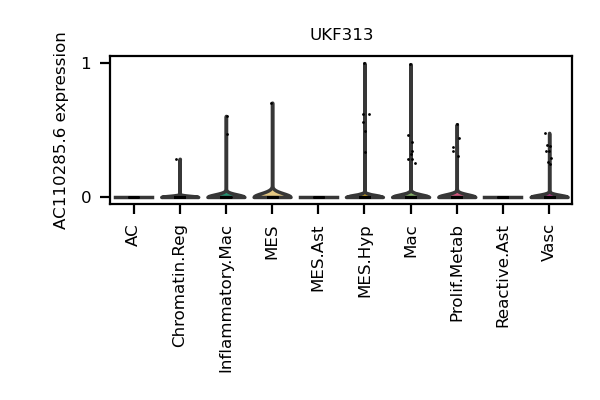 UKF313
AC110285.6 expression
1
0
AC
Chromatin.Reg
Inflammatory.Mac
MES
MES.Ast
MES.Hyp
Mac
Prolif.Metab
Reactive.Ast
Vasc